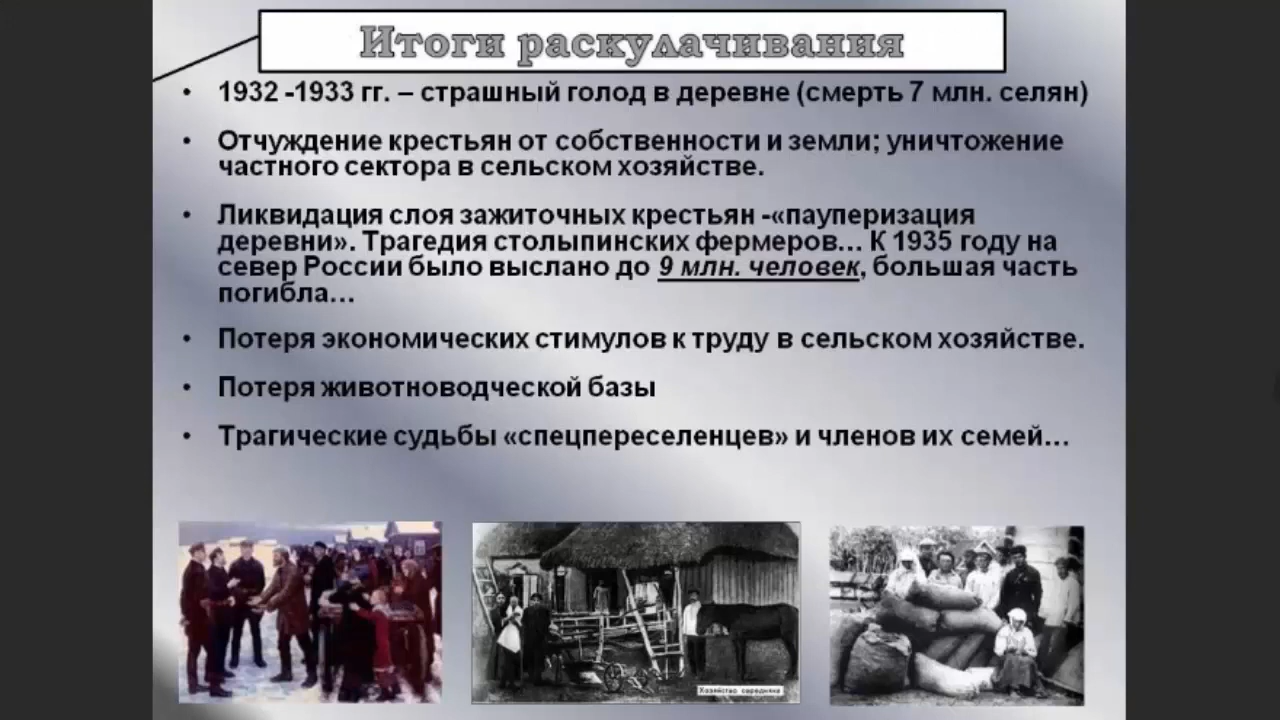 Итоги раскулачивания
• 1932 -1933 гг. – страшный голод в деревне (смерть 7 млн. селян)
• Отчуждение крестьян от собственности и земли; уничтожение
частного сектора в сельском хозяйстве.
• Ликвидация слоя зажиточных крестьян -«пауперизация
деревни». Трагедия столыпинских фермеров… К 1935 году на
север России было выслано до 9 млн. человек, большая часть
погибла…
• Потеря экономических стимулов к труду в сельском хозяйстве.
• Потеря животноводческой базы
• Трагические судьбы «спецпереселенцев» и членов их семей…
Хозяйство середняка